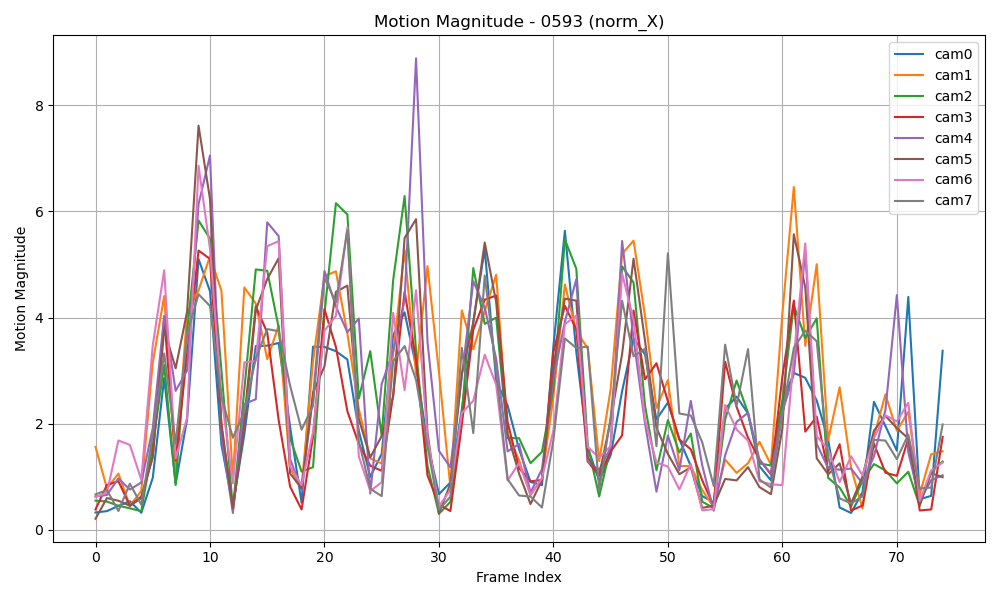 Motion Magnitude - 0593 (norm_X)
Motion Magnitude
8
6
4
2
0
0 10 20 30 40 50 60 70
Frame Index
cam0
cam1
cam2
cam3
cam4
cam5
cam6
cam7